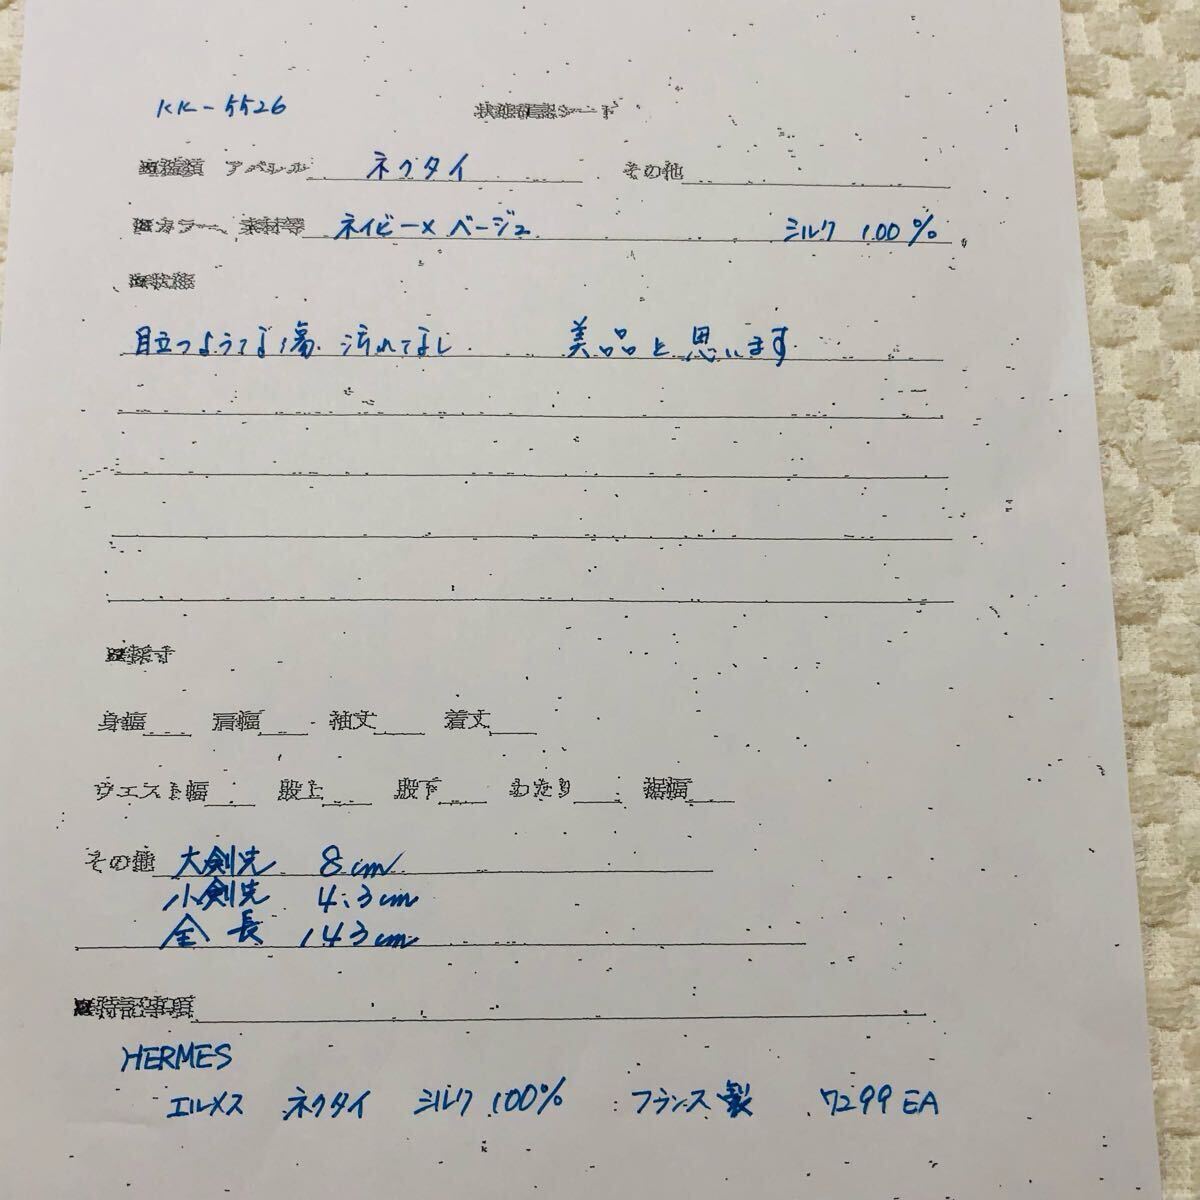 KK-5526 状態確認シート
■種類 アパレル ネクタイ その他
■カラー、素材等 ネイビー×ベージュ シルク 100%
■状態
目立つような傷、汚れてなし 美品と思います
■採寸
身幅 肩幅 袖丈 着丈
ウエスト幅 股上 股下 わたり 裾幅
その他 大剣先 8cm
小剣先 4.3cm
全長 143cm
■特記事項
HERMES
エルメス ネクタイ シルク 100% フランス製 7299 EA